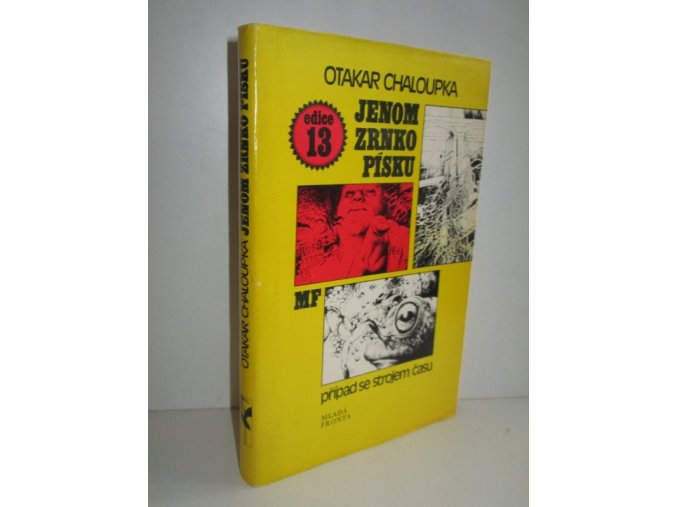 OTAKAR CHALOUPKA JENOM ZRNKO PÍSKU
OTAKAR CHALOUPKA
edice
13
JENOM
ZRNKO
PÍSKU
MF
případ se strojem času
MLADÁ
FRONTA